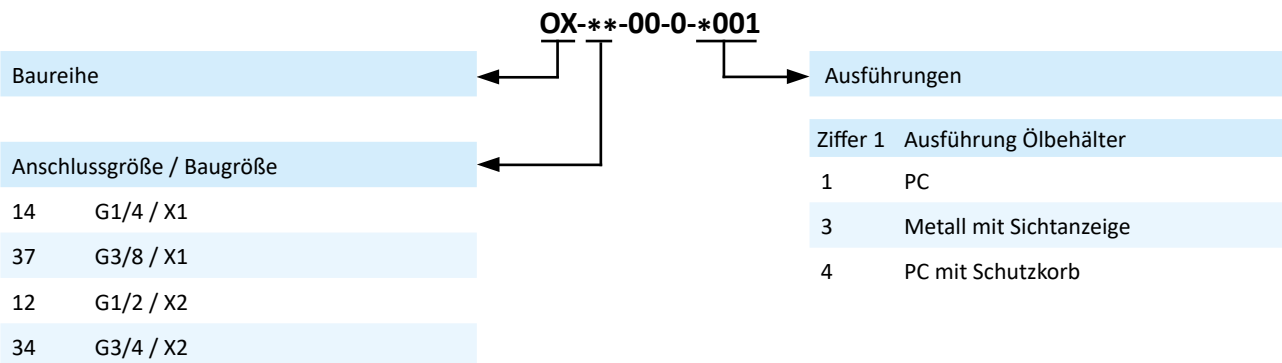 OX-**-00-0-*001
Baureihe
Anschlussgröße / Baugröße
14 G1/4 / X1
37 G3/8 / X1
12 G1/2 / X2
34 G3/4 / X2
Ausführungen
Ziffer 1 Ausführung Ölbehälter
1 PC
3 Metall mit Sichtanzeige
4 PC mit Schutzkorb